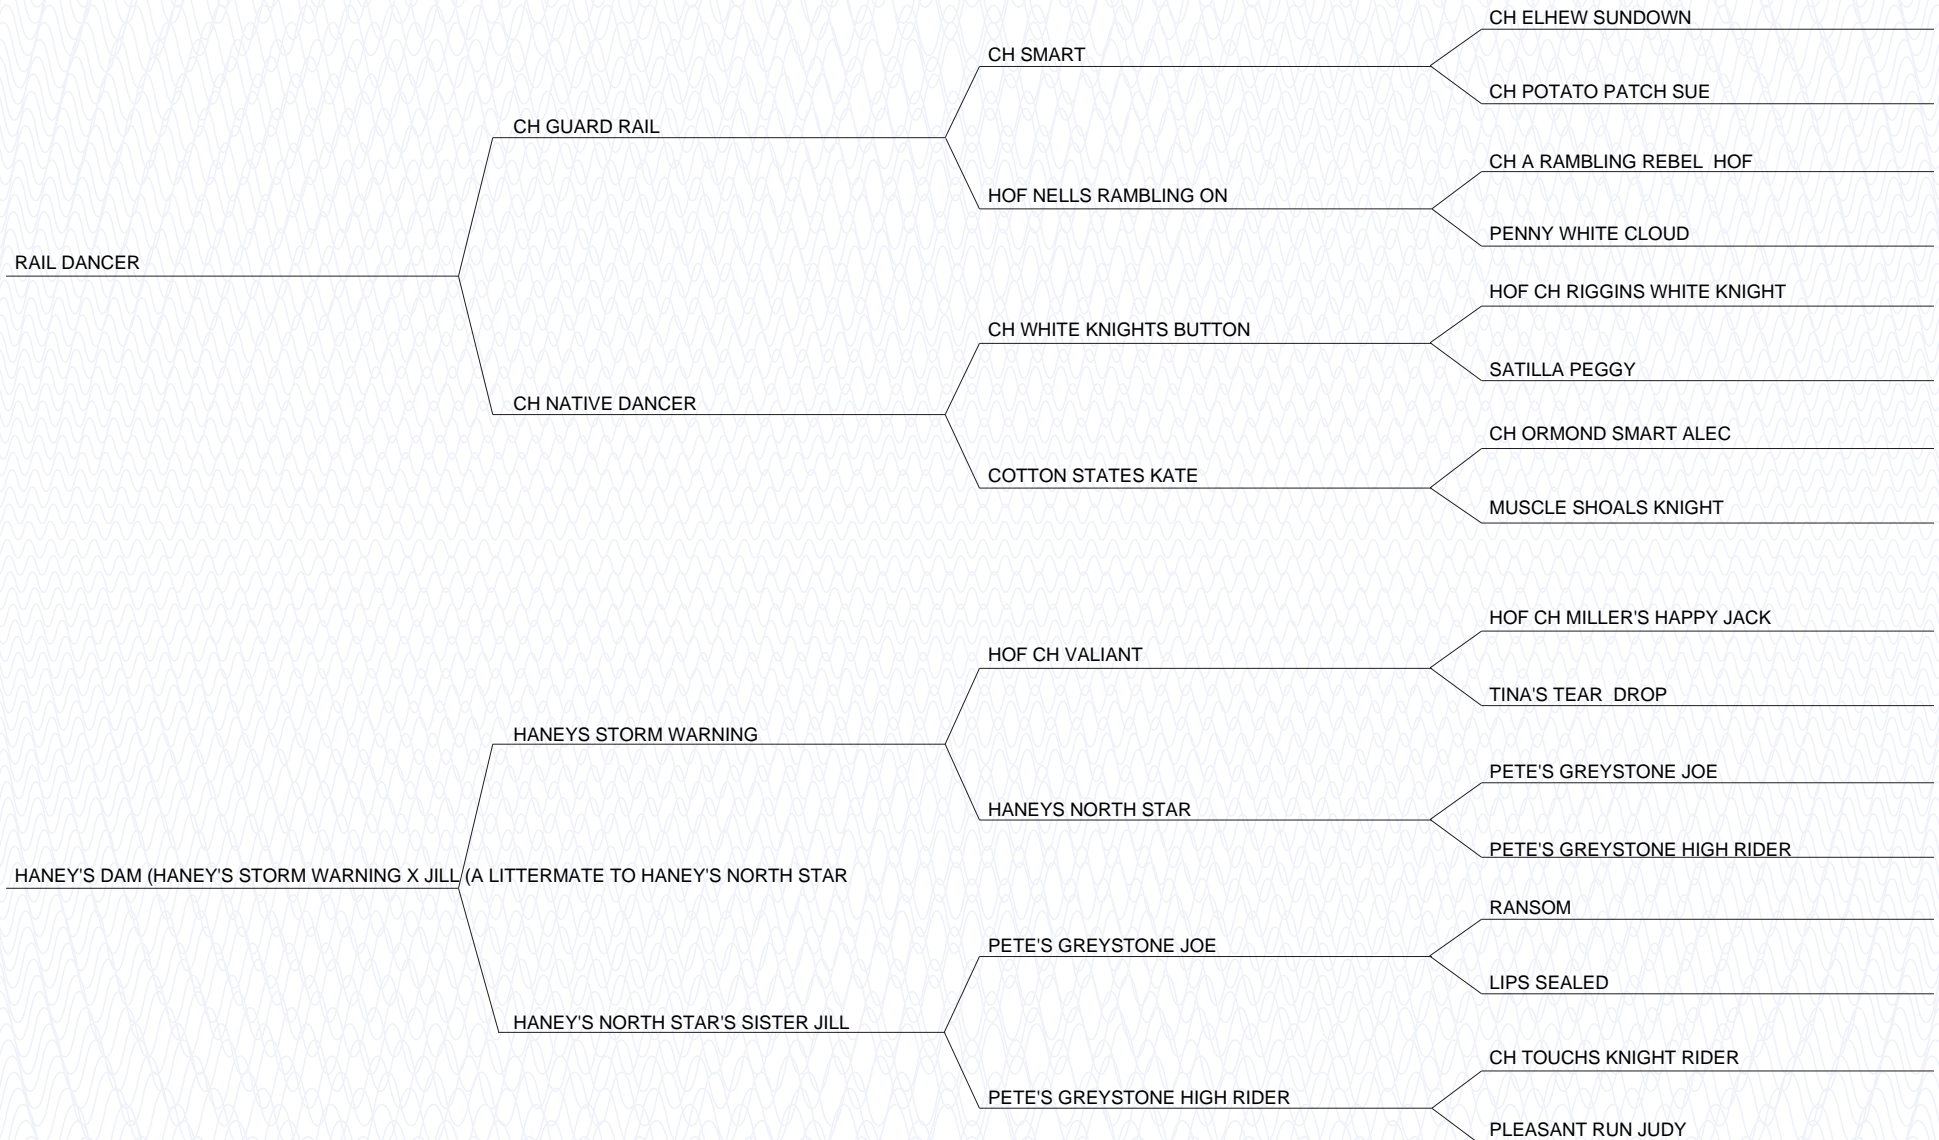 CH ELHEW SUNDOWN
CH SMART
CH POTATO PATCH SUE
CH GUARD RAIL
CH A RAMBLING REBEL  HOF
HOF NELLS RAMBLING ON
PENNY WHITE CLOUD
RAIL DANCER
HOF CH RIGGINS WHITE KNIGHT
CH WHITE KNIGHTS BUTTON
SATILLA PEGGY
CH NATIVE DANCER
CH ORMOND SMART ALEC
COTTON STATES KATE
MUSCLE SHOALS KNIGHT
HOF CH MILLER'S HAPPY JACK
HOF CH VALIANT
TINA'S TEAR  DROP
HANEYS STORM WARNING
PETE'S GREYSTONE JOE
HANEYS NORTH STAR
PETE'S GREYSTONE HIGH RIDER
HANEY'S DAM (HANEY'S STORM WARNING X JILL (A LITTERMATE TO HANEY'S NORTH STAR
RANSOM
PETE'S GREYSTONE JOE
LIPS SEALED
HANEY'S NORTH STAR'S SISTER JILL
CH TOUCHS KNIGHT RIDER
PETE'S GREYSTONE HIGH RIDER
PLEASANT RUN JUDY